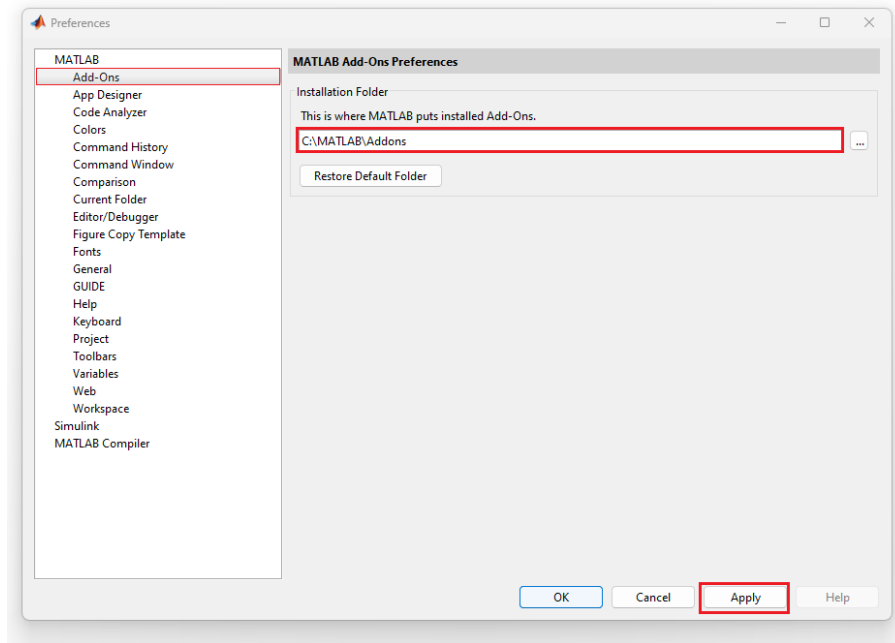 Preferences
MATLAB
Add-Ons
App Designer
Code Analyzer
Colors
Command History
Command Window
Comparison
Current Folder
Editor/Debugger
Figure Copy Template
Fonts
General
GUIDE
Help
Keyboard
Project
Toolbars
Variables
Web
Workspace
Simulink
MATLAB Compiler
MATLAB Add-Ons Preferences
Installation Folder
This is where MATLAB puts installed Add-Ons.
C:\MATLAB\Addons
...
Restore Default Folder
OK Cancel Apply Help